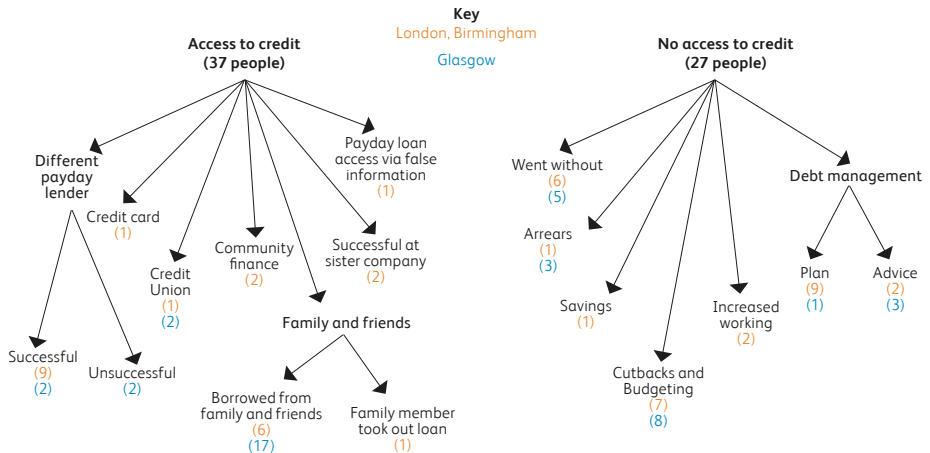 Key
London, Birmingham
Glasgow
Access to credit
(37 people)
Different
payday
lender
Successful
(9)
(2)
Unsuccessful
(2)
Credit card
(1)
Credit
Union
(1)
(2)
Community
finance
(2)
Family and friends
Borrowed from
family and friends
(6)
(17)
Family member
took out loan
(1)
Successful at
sister company
(2)
Payday loan
access via false
information
(1)
No access to credit
(27 people)
Went without
(6)
(5)
Arrears
(1)
(3)
Savings
(1)
Cutbacks and
Budgeting
(7)
(8)
Increased
working
(2)
Debt management
Plan
(9)
(1)
Advice
(2)
(3)